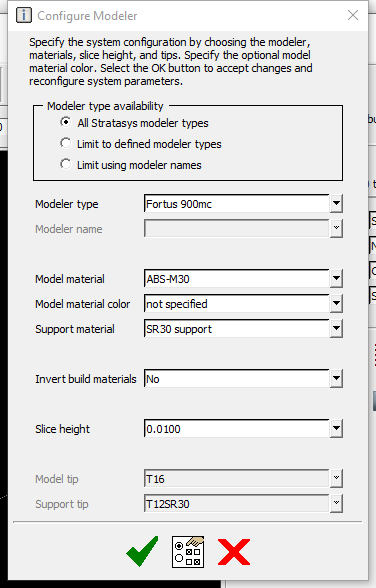 Configure Modeler
Specify the system configuration by choosing the modeler,
materials, slice height, and tips. Specify the optional model
material color. Select the OK button to accept changes and
reconfigure system parameters.
Modeler type availability
All Stratasys modeler types
Limit to defined modeler types
Limit using modeler names
Modeler type Fortus 900mc
Modeler name
Model material ABS-M30
Model material color not specified
Support material SR30 support
Invert build materials No
Slice height 0.0100
Model tip T16
Support tip T12SR30